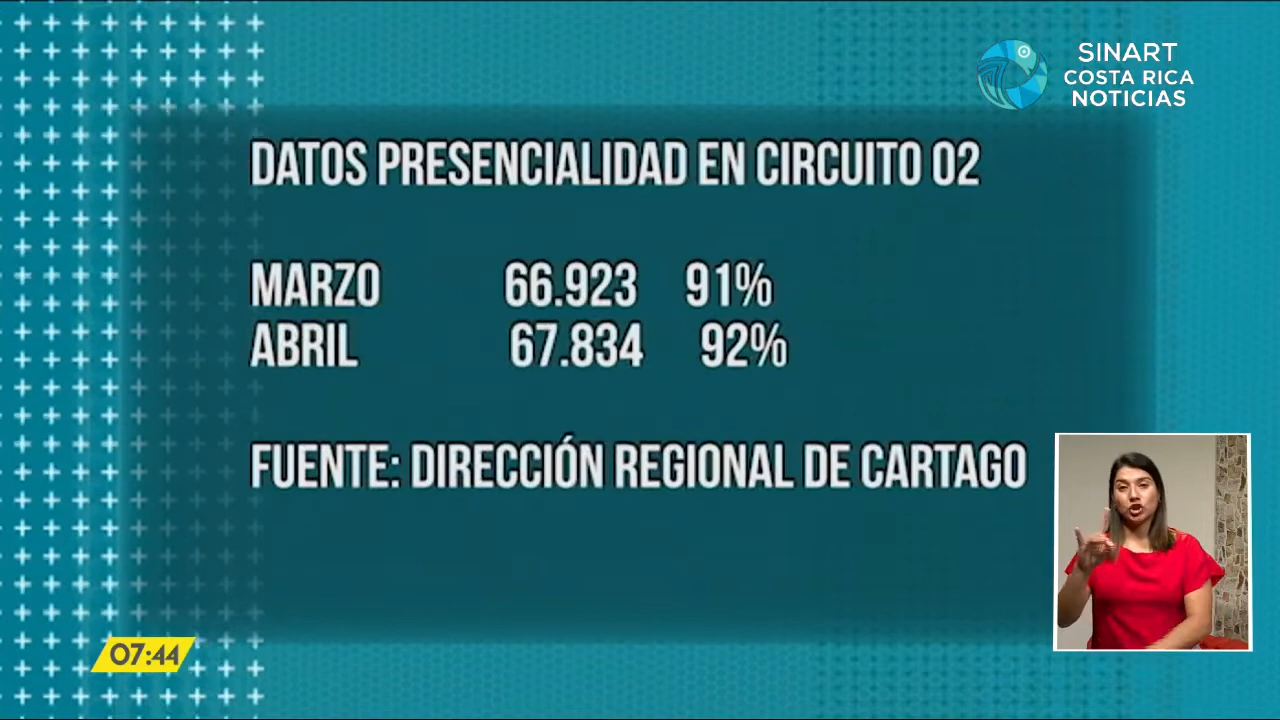 SINART
COSTA RICA
NOTICIAS
DATOS PRESENCIALIDAD EN CIRCUITO 02
MARZO 66.923 91%
ABRIL 67.834 92%
FUENTE: DIRECCIÓN REGIONAL DE CARTAGO
07:44